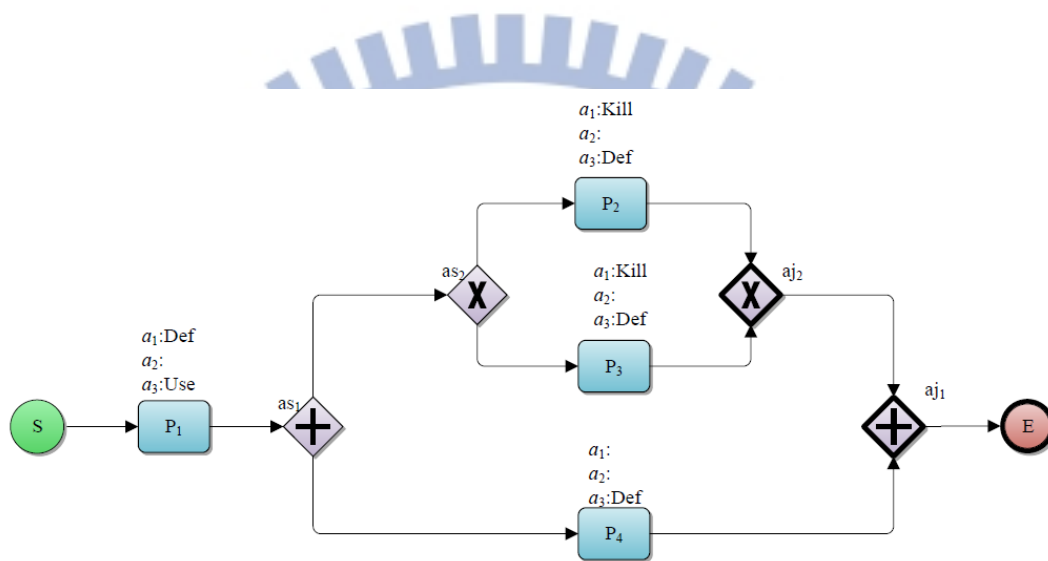 a₁:Kill
a₂:
a₃:Def
P₂
as₂
X
a₁:Kill
a₂:
a₃:Def
X
aj₂
P₃
a₁:Def
a₂:
a₃:Use
S
P₁
as₁
+
aj₁
+
E
a₁:
a₂:
a₃:Def
P₄